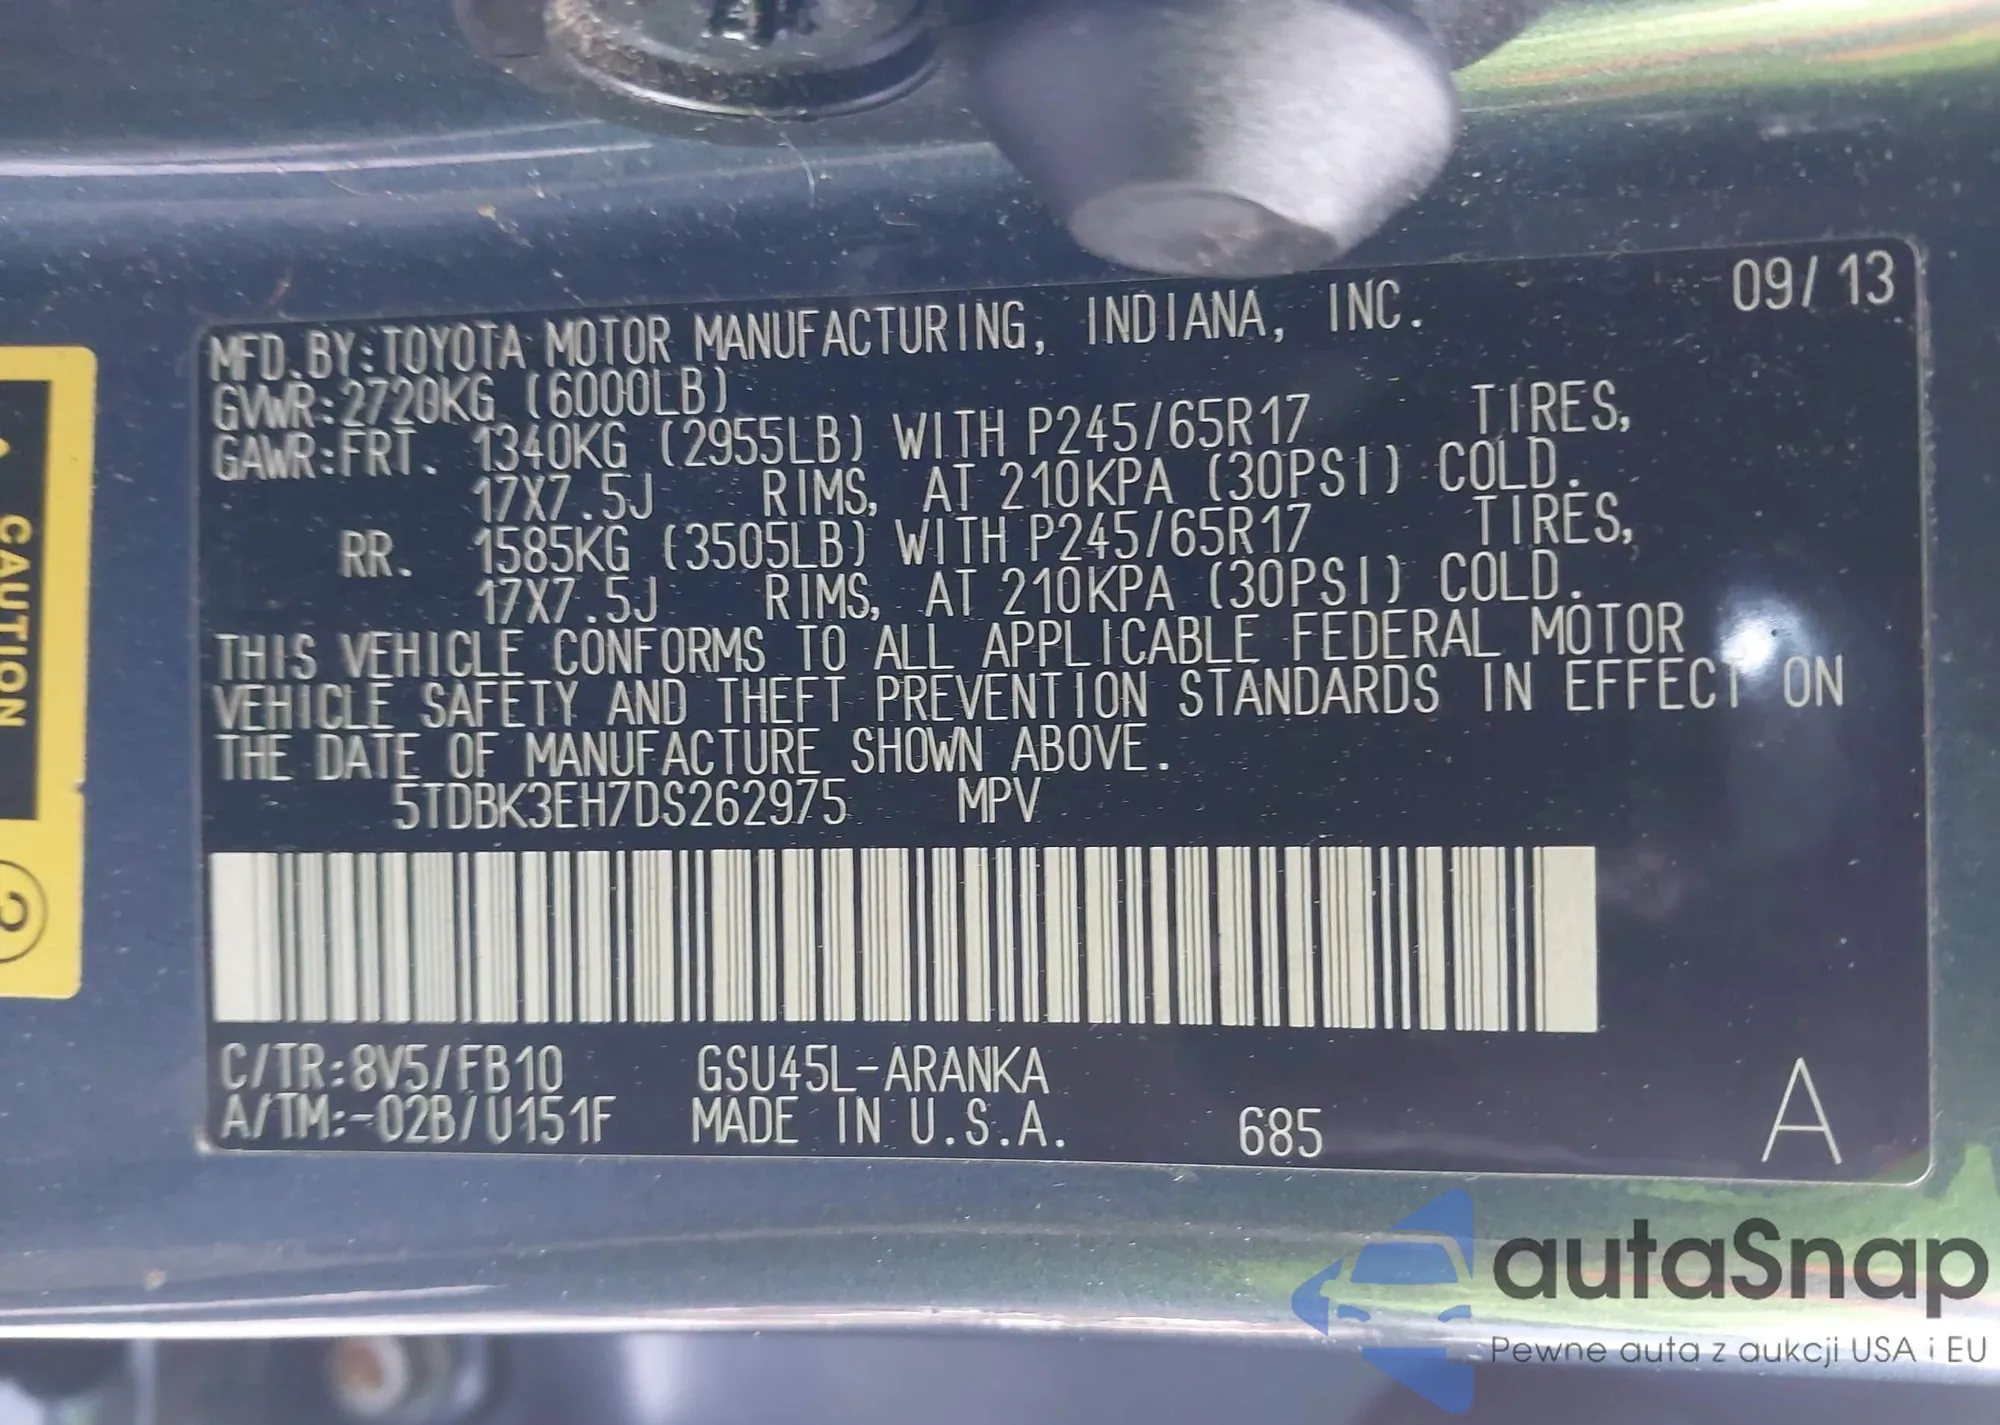 09/13
MFD.BY:TOYOTA MOTOR MANUFACTURING, INDIANA, INC.
GVWR:2720KG (6000LB)
GAWR:FRT. 1340KG (2955LB) WITH P245/65R17 TIRES,
17X7.5J RIMS, AT 210KPA (30PSI) COLD.
RR. 1585KG (3505LB) WITH P245/65R17 TIRES,
17X7.5J RIMS, AT 210KPA (30PSI) COLD.
THIS VEHICLE CONFORMS TO ALL APPLICABLE FEDERAL MOTOR
VEHICLE SAFETY AND THEFT PREVENTION STANDARDS IN EFFECT ON
THE DATE OF MANUFACTURE SHOWN ABOVE.
5TDBK3EH7DS262975 MPV
C/TR:8V5/FB10 GSU45L-ARANKA
A/TM:-02B/U151F MADE IN U.S.A. 685 A
CAUTION
2
autaSnap
Pewne auta z aukcji USA i EU